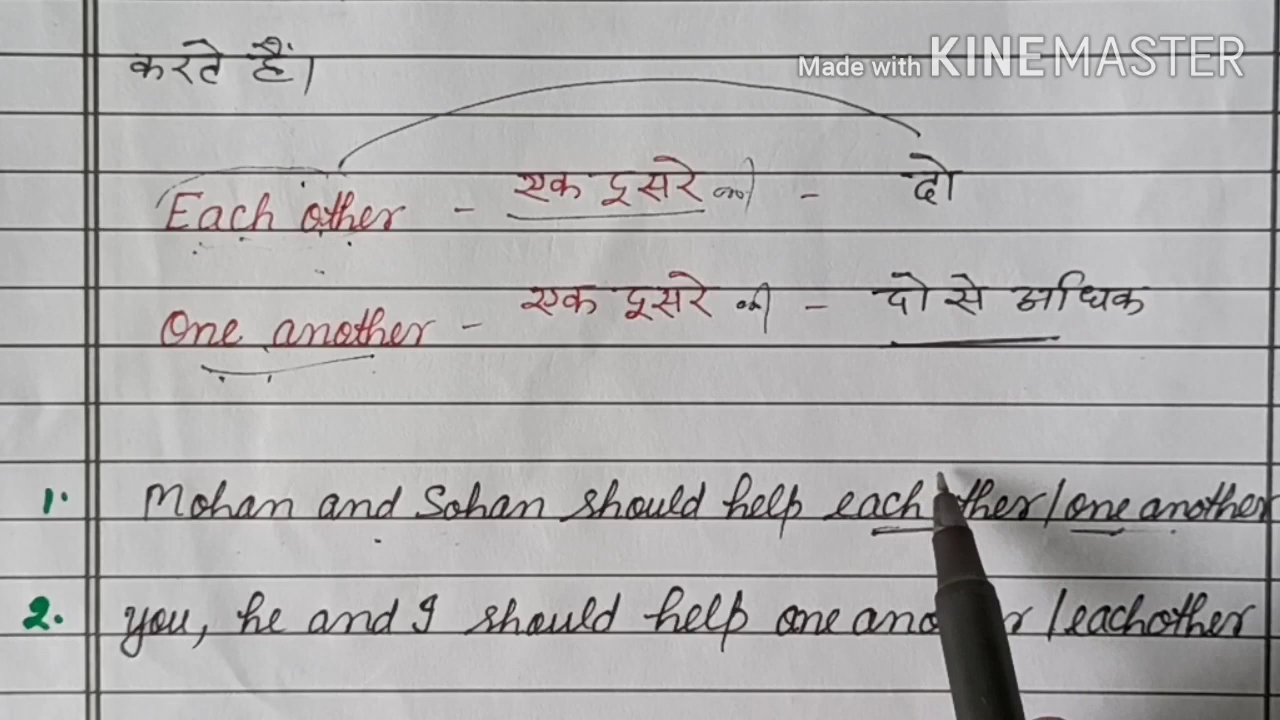 करते हैं।
Made with KINEMASTER
Each other - एक दूसरे की - दो
One another - एक दूसरे की - दो से अधिक
1. Mohan and Sohan should help each other / one another
2. you, he and I should help one another / eachother